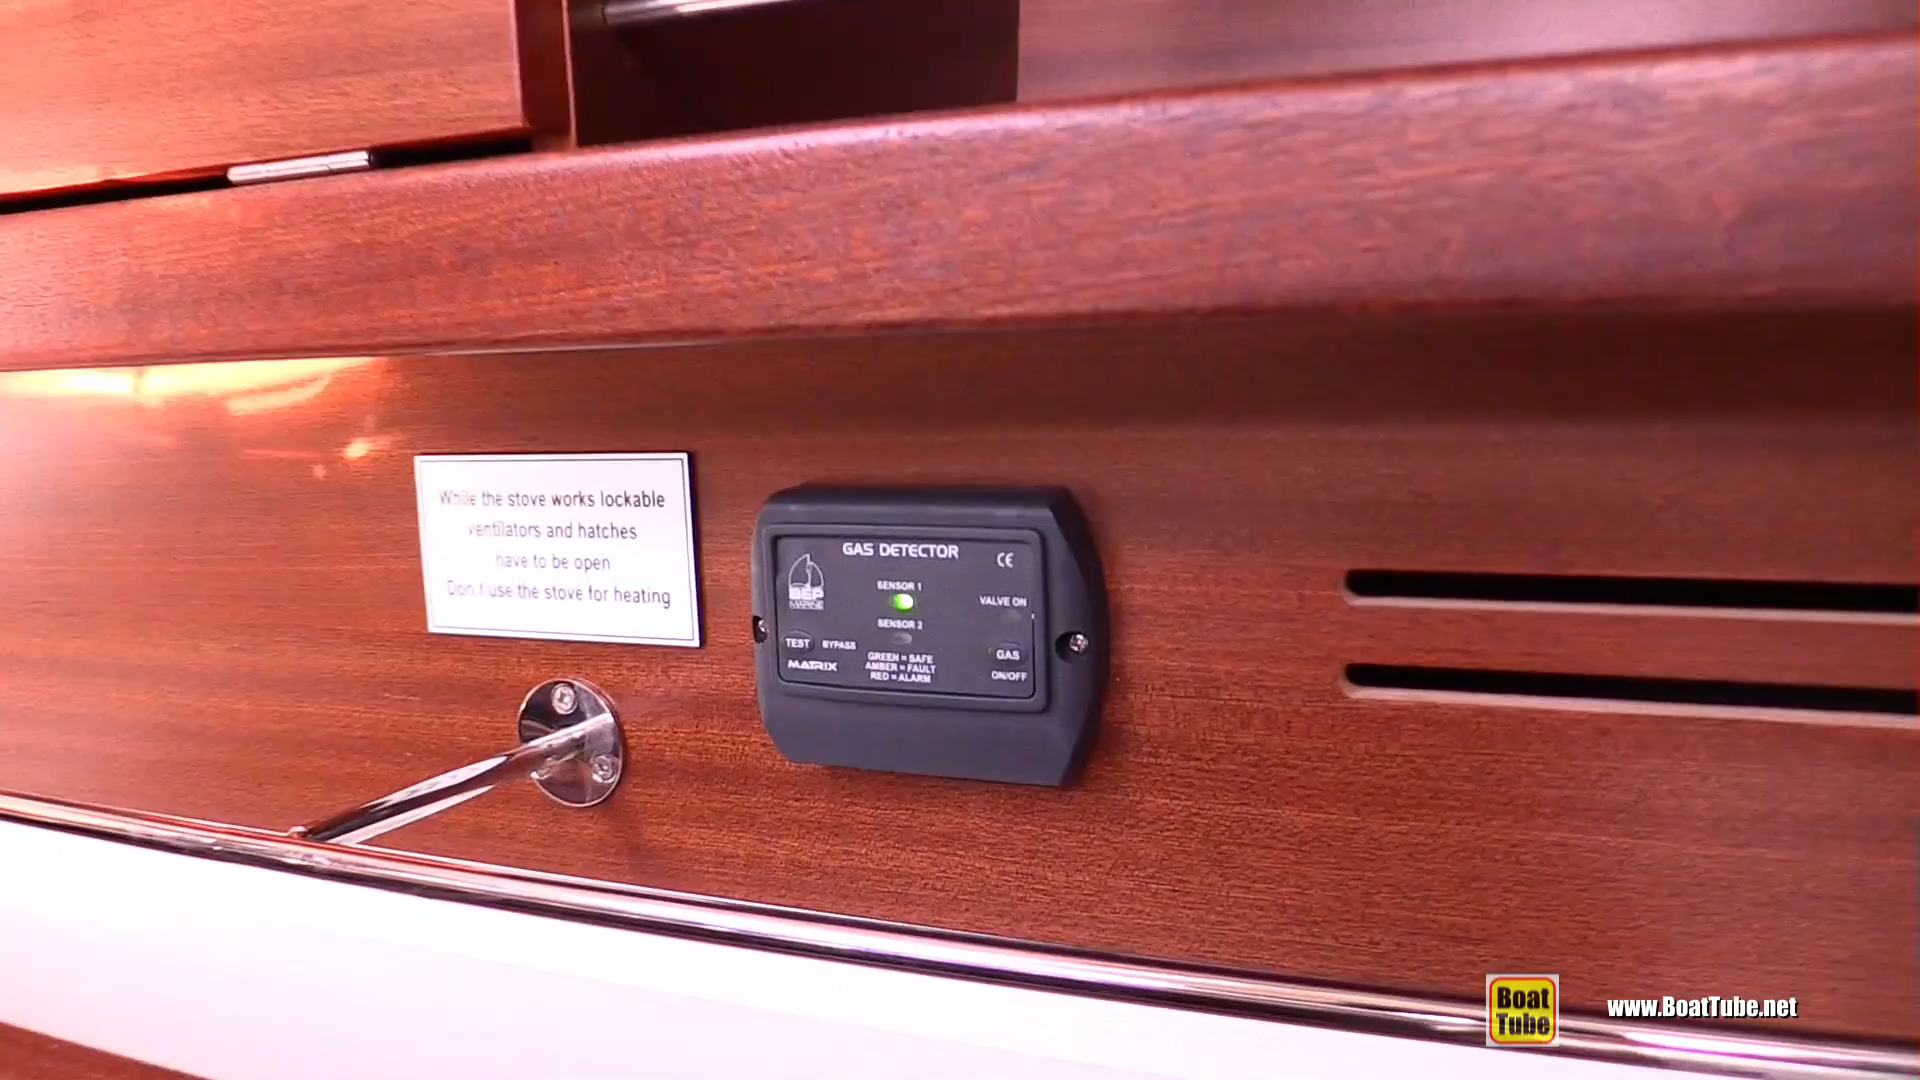 While the stove works lockable
ventilators and hatches
have to be open
Don't use the stove for heating
GAS DETECTOR
CE
BEP
MARINE
SENSOR 1
VALVE ON
SENSOR 2
TEST
BYPASS
GREEN = SAFE
AMBER = FAULT
RED = ALARM
GAS
MATRIX
ON/OFF
Boat
Tube
www.BoatTube.net